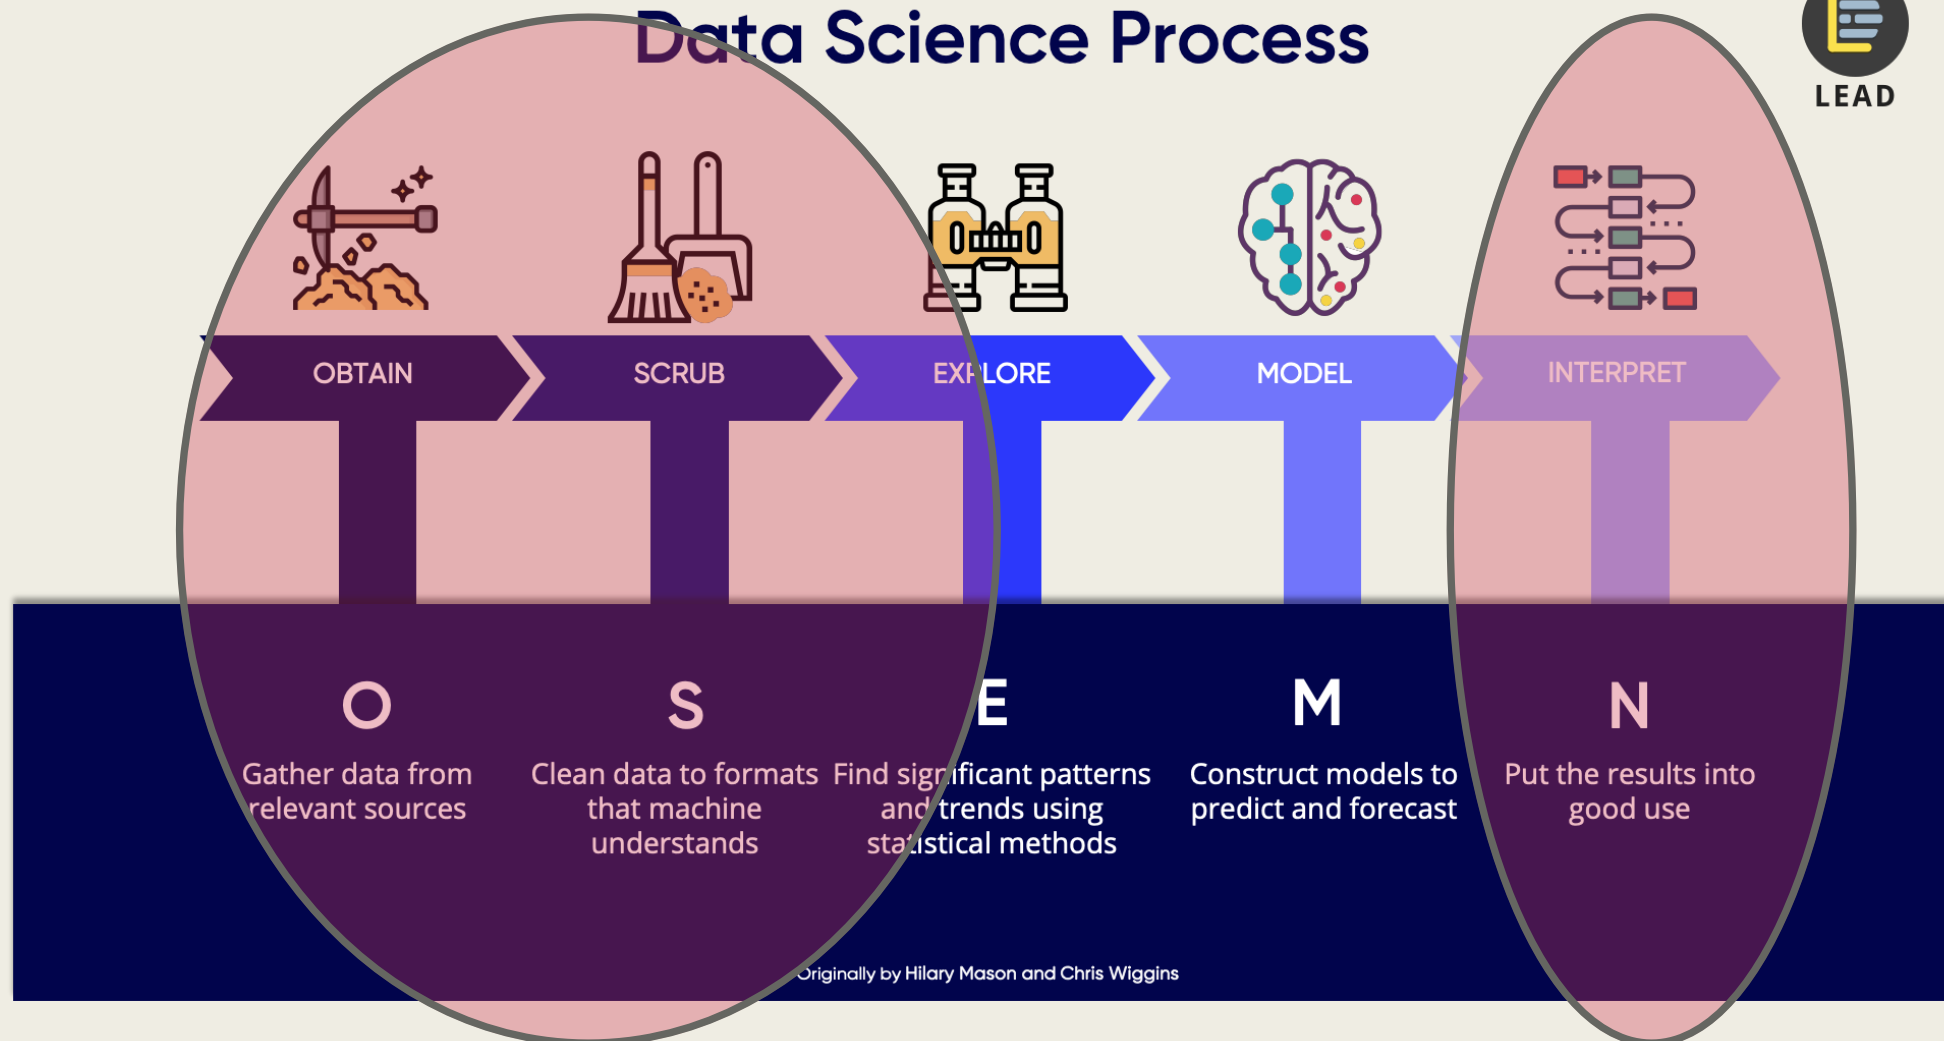 Data Science Process
LEAD
OBTAIN
SCRUB
EXPLORE
MODEL
INTERPRET
O
Gather data from
relevant sources
S
Clean data to formats
that machine
understands
E
Find significant patterns
and trends using
statistical methods
M
Construct models to
predict and forecast
N
Put the results into
good use
Originally by Hilary Mason and Chris Wiggins